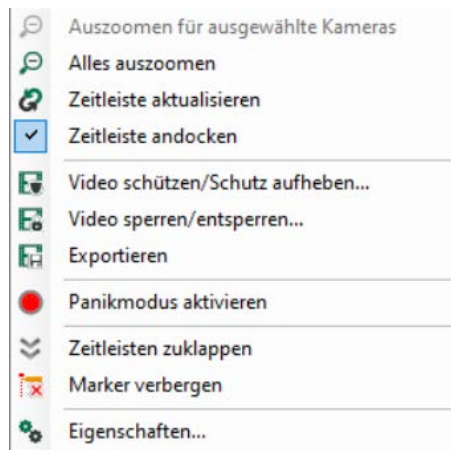 Auszoomen für ausgewählte Kameras
Alles auszoomen
Zeitleiste aktualisieren
Zeitleiste andocken
Video schützen/Schutz aufheben...
Video sperren/entsperren...
Exportieren
Panikmodus aktivieren
Zeitleisten zuklappen
Marker verbergen
Eigenschaften...